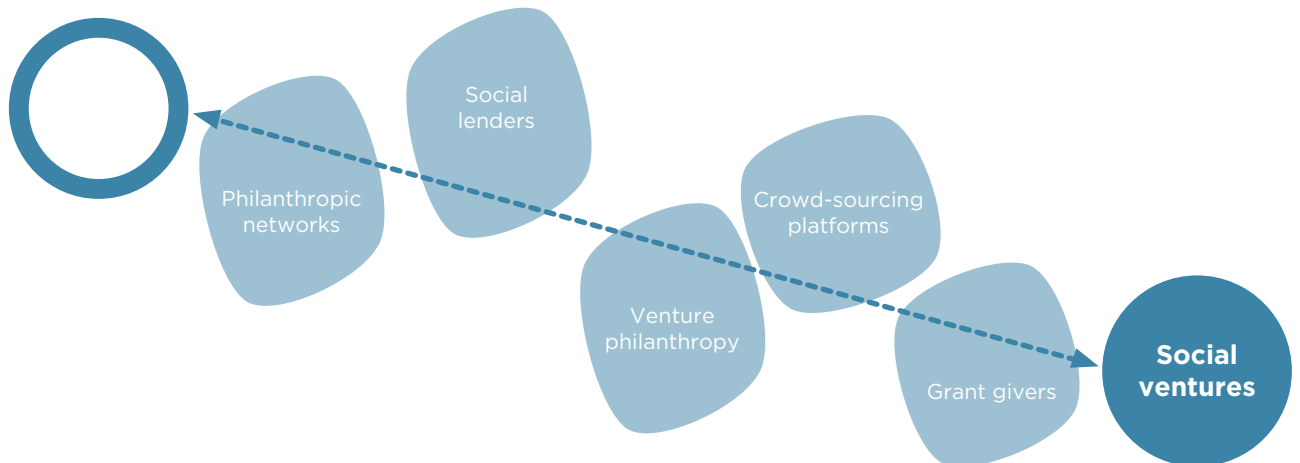 Social
lenders
Philanthropic
networks
Crowd-sourcing
platforms
Venture
philanthropy
Grant givers
Social
ventures